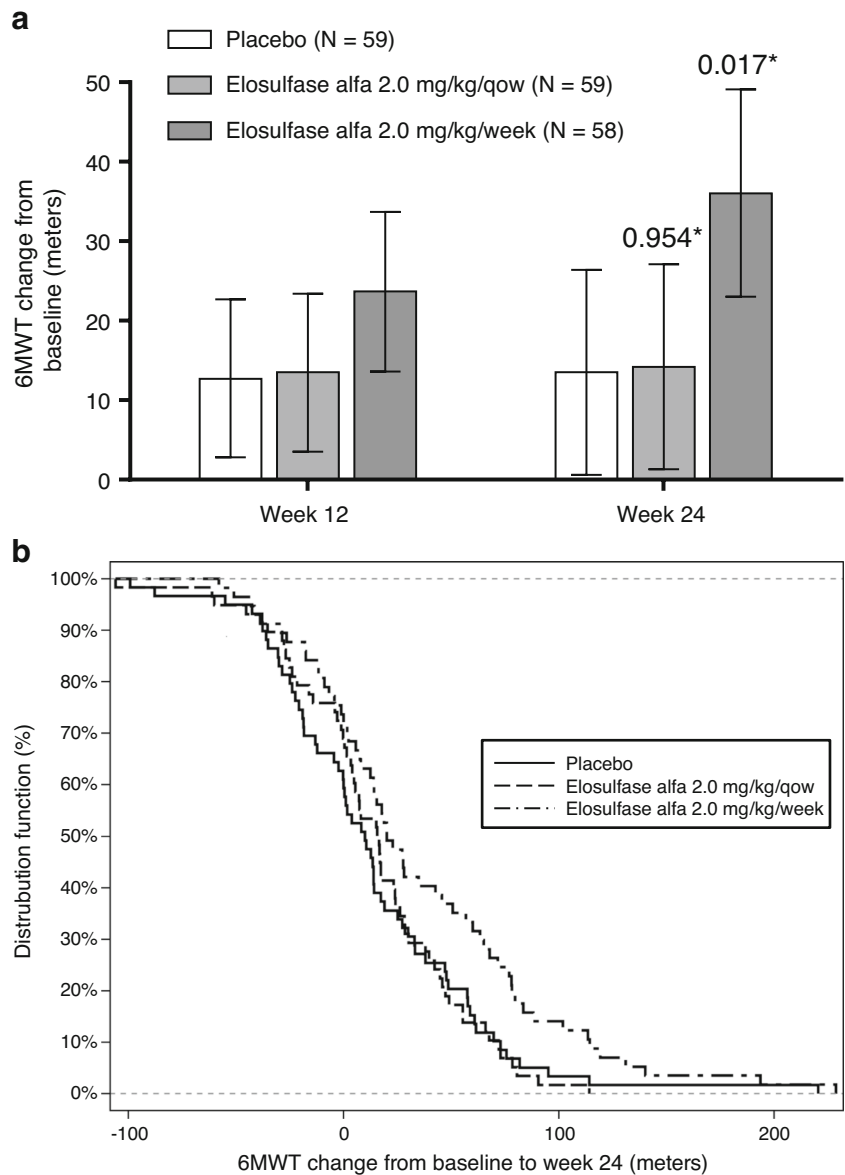 a
Placebo (N = 59)
Elosulfase alfa 2.0 mg/kg/qow (N = 59)
Elosulfase alfa 2.0 mg/kg/week (N = 58)
0.017*
0.954*
50
40
30
20
10
0
6MWT change from
baseline (meters)
Week 12
Week 24
b
100%
90%
80%
70%
60%
50%
40%
30%
20%
10%
0%
Distrubution function (%)
Placebo
Elosulfase alfa 2.0 mg/kg/qow
Elosulfase alfa 2.0 mg/kg/week
-100
0
100
200
6MWT change from baseline to week 24 (meters)